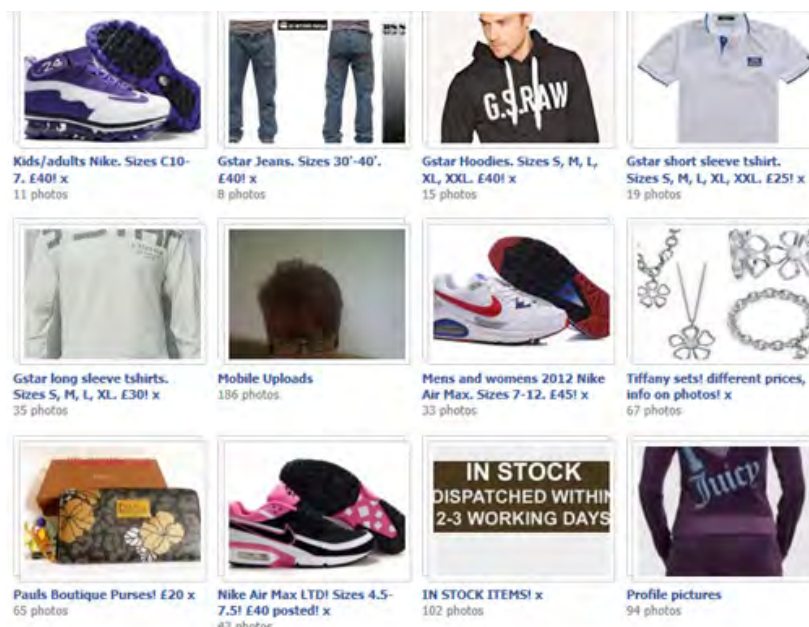 G.S.RAW
Kids/adults Nike. Sizes C10-
7. £40! x
11 photos
Gstar Jeans. Sizes 30'-40'.
£40! x
8 photos
Gstar Hoodies. Sizes S, M, L,
XL, XXL. £40! x
15 photos
Gstar short sleeve tshirt.
Sizes S, M, L, XL, XXL. £25! x
19 photos
Gstar long sleeve tshirts.
Sizes S, M, L, XL. £30! x
35 photos
Mobile Uploads
186 photos
Mens and womens 2012 Nike
Air Max. Sizes 7-12. £45! x
33 photos
Tiffany sets! different prices,
info on photos! x
67 photos
IN STOCK
DISPATCHED WITHIN
2-3 WORKING DAYS
Juicy
Pauls Boutique Purses! £20 x
65 photos
Nike Air Max LTD! Sizes 4.5-
7.5! £40 posted! x
42 photos
IN STOCK ITEMS! x
102 photos
Profile pictures
94 photos